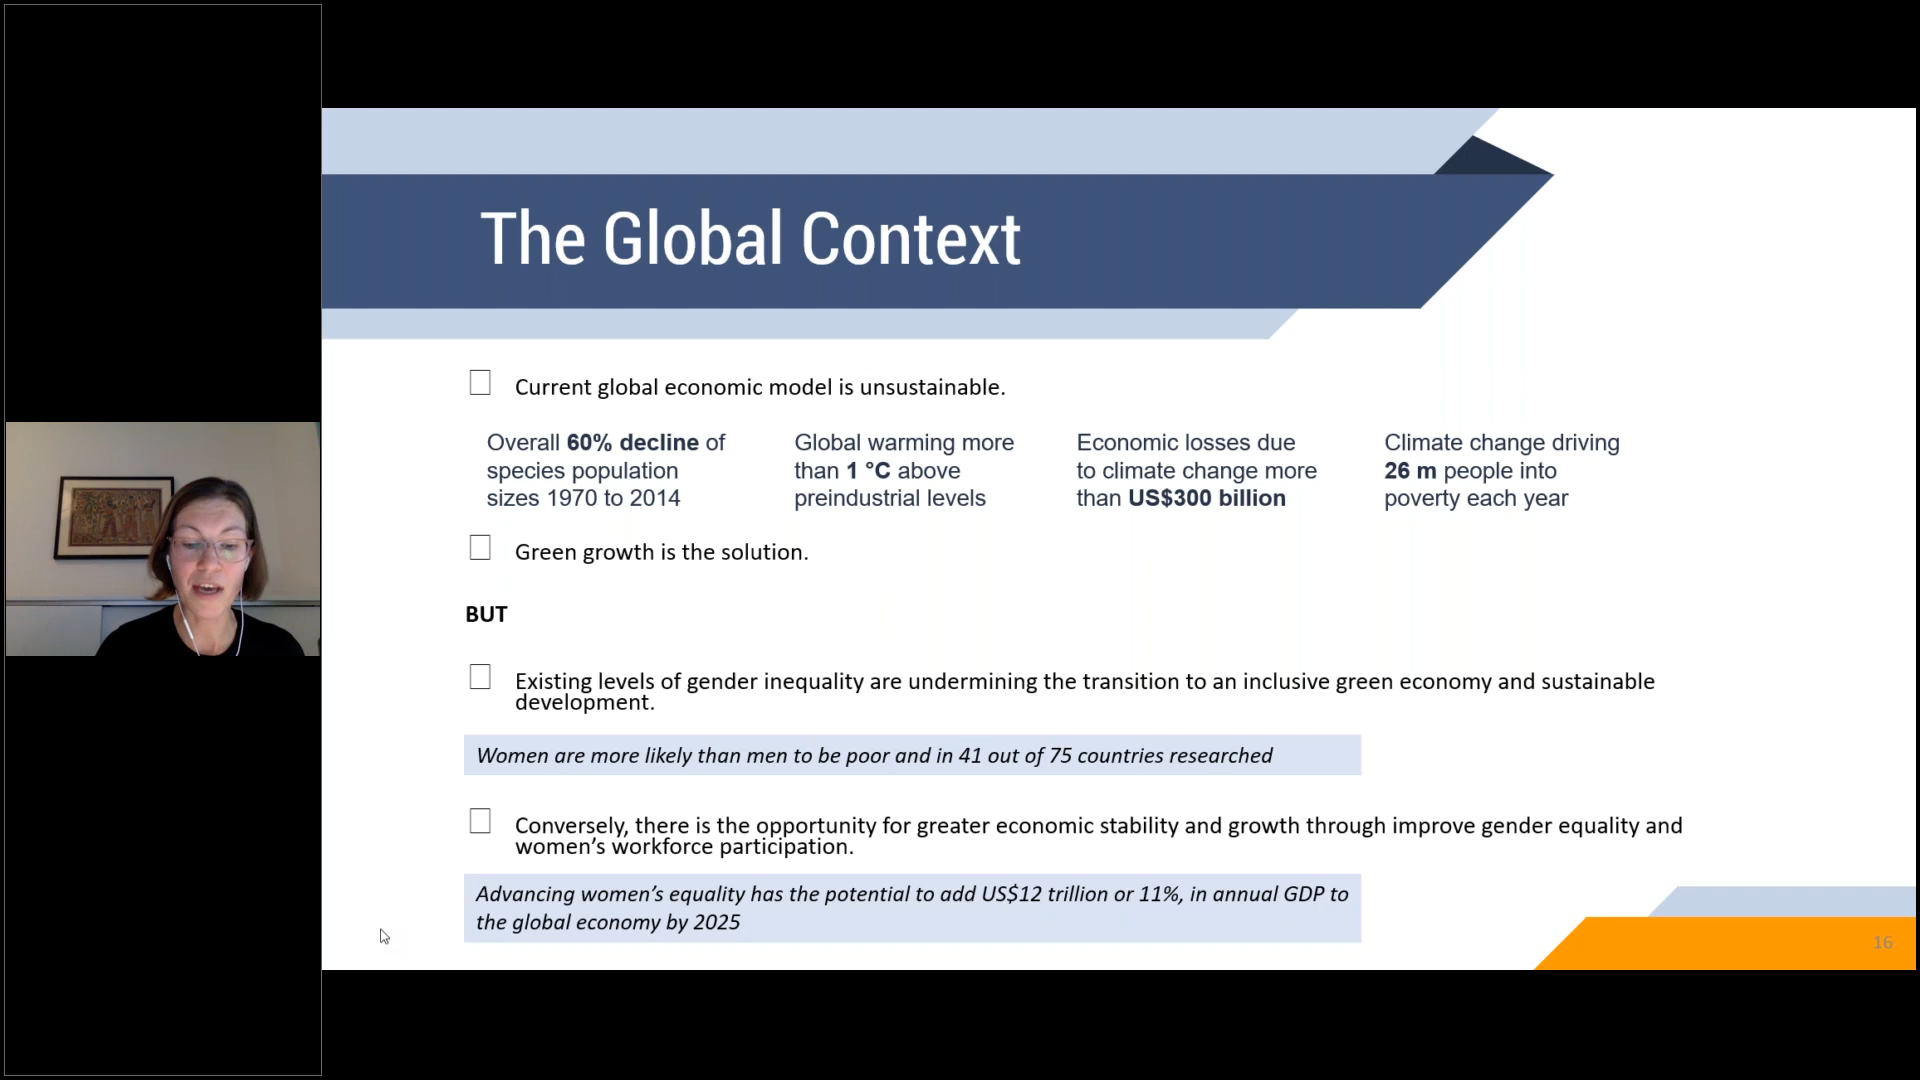 The Global Context
Current global economic model is unsustainable.
Overall 60% decline of
species population
sizes 1970 to 2014
Global warming more
than 1 °C above
preindustrial levels
Economic losses due
to climate change more
than US$300 billion
Climate change driving
26 m people into
poverty each year
Green growth is the solution.
BUT
Existing levels of gender inequality are undermining the transition to an inclusive green economy and sustainable
development.
Women are more likely than men to be poor and in 41 out of 75 countries researched
Conversely, there is the opportunity for greater economic stability and growth through improve gender equality and
women’s workforce participation.
Advancing women’s equality has the potential to add US$12 trillion or 11%, in annual GDP to
the global economy by 2025
16